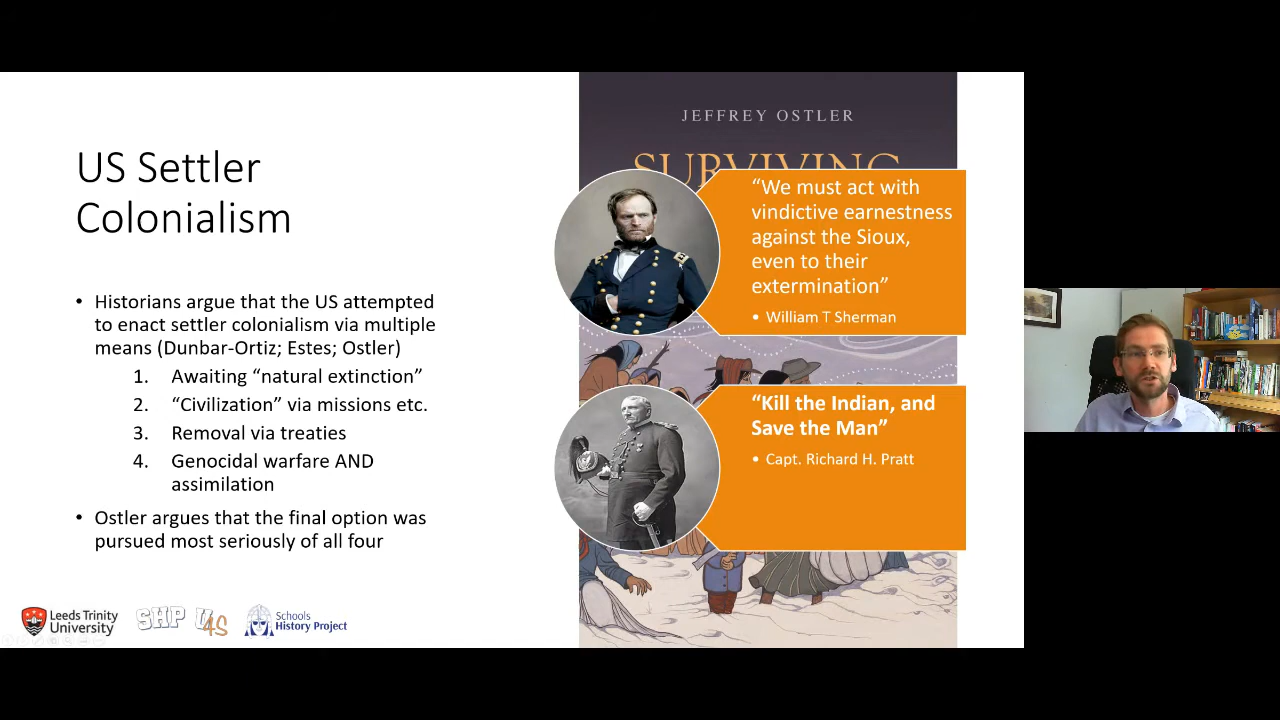 US Settler
Colonialism
• Historians argue that the US attempted
to enact settler colonialism via multiple
means (Dunbar-Ortiz; Estes; Ostler)
1. Awaiting “natural extinction”
2. “Civilization” via missions etc.
3. Removal via treaties
4. Genocidal warfare AND
assimilation
• Ostler argues that the final option was
pursued most seriously of all four
Leeds Trinity
University
SHP
U4S
Schools
History Project
JEFFREY OSTLER
SURVIVING
“We must act with
vindictive earnestness
against the Sioux,
even to their
extermination”
• William T Sherman
“Kill the Indian, and
Save the Man”
• Capt. Richard H. Pratt